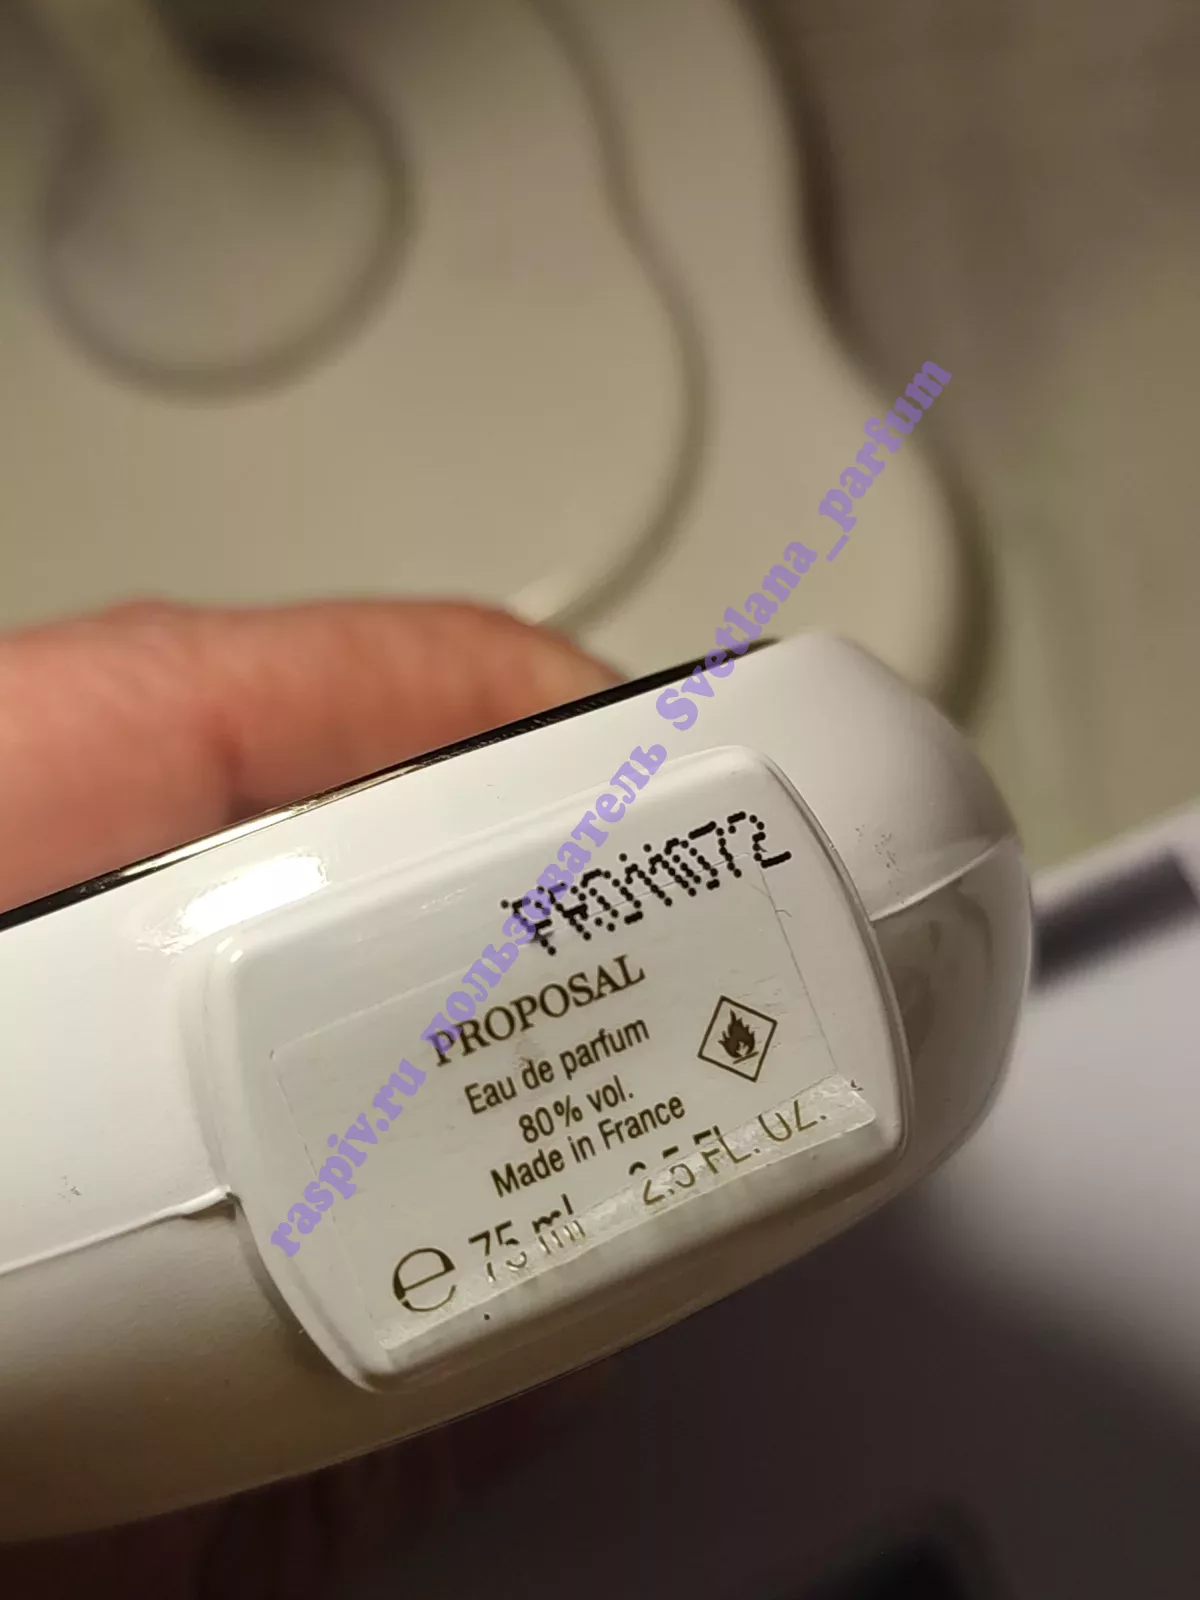 PROPOSAL
Eau de parfum
80% vol.
Made in France
e 75 ml 2.5 FL. OZ.
raspiv.ru пользователь Svetlana_parfum